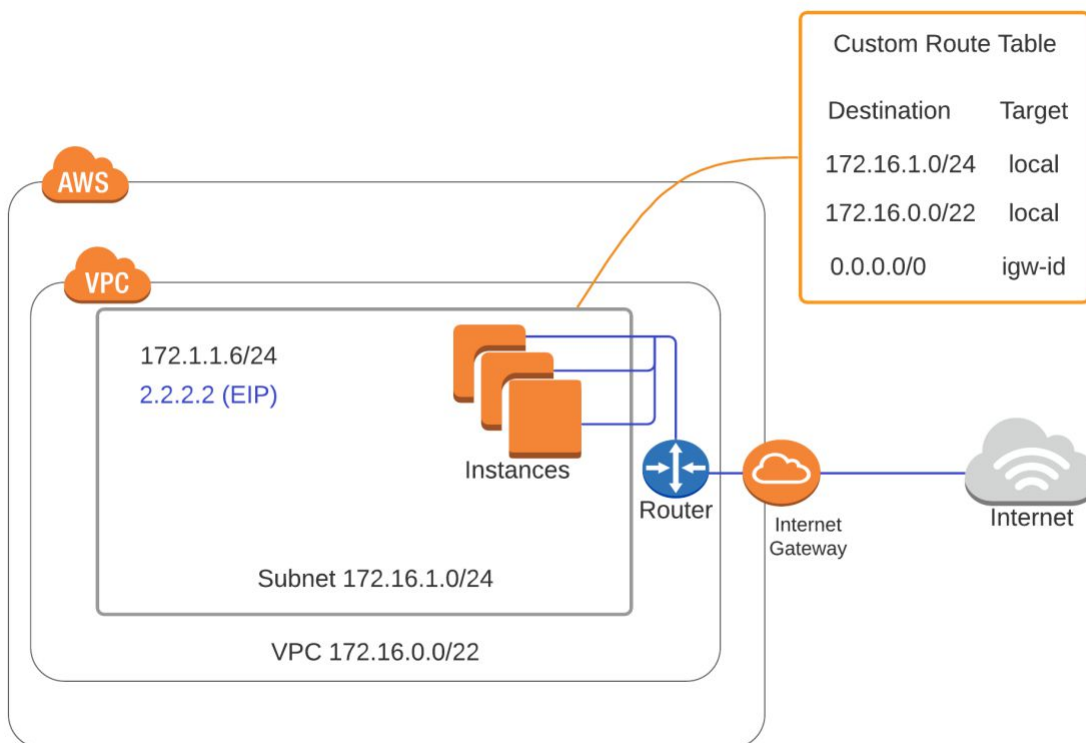 Custom Route Table
Destination Target
172.16.1.0/24 local
172.16.0.0/22 local
0.0.0.0/0 igw-id
AWS
VPC
172.1.1.6/24
2.2.2.2 (EIP)
Instances
Router
Internet
Gateway
Internet
Subnet 172.16.1.0/24
VPC 172.16.0.0/22